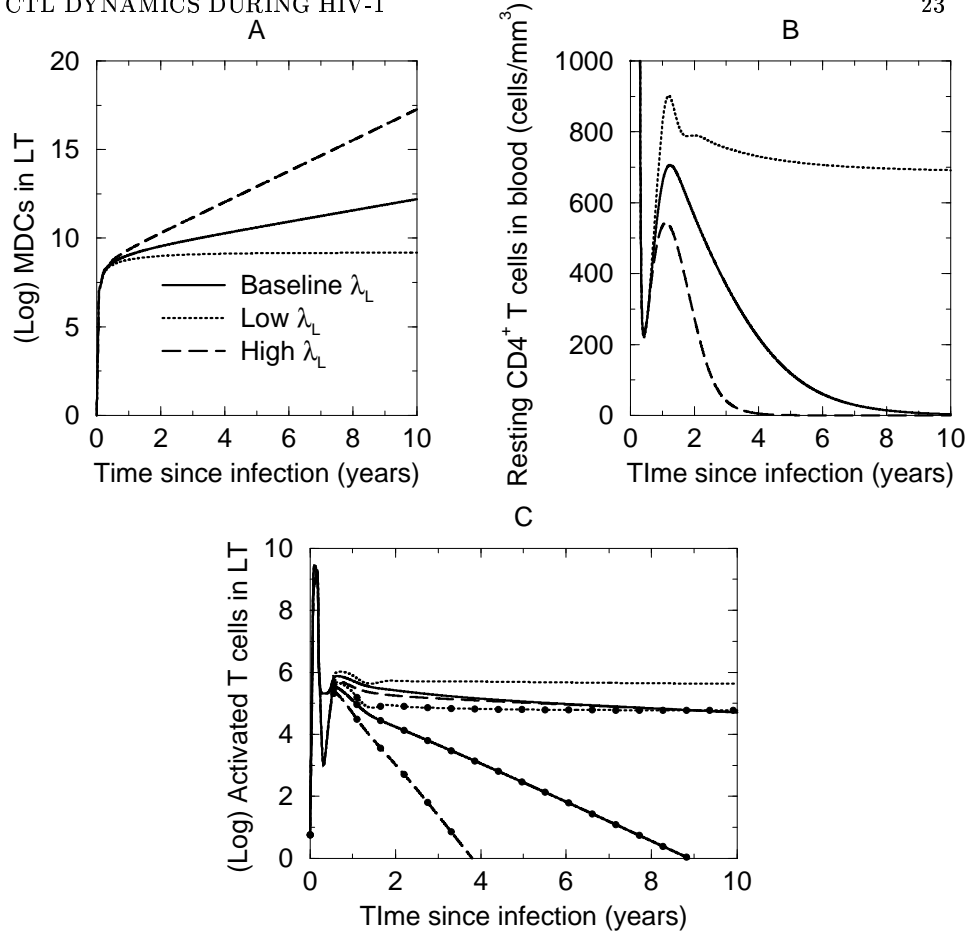 CTL DYNAMICS DURING HIV-1 23
A
20
15
10
5
0
0 2 4 6 8 10
(Log) MDCs in LT
Time since infection (years)
Baseline λL
Low λL
High λL
B
1000
800
600
400
200
0
0 2 4 6 8 10
Resting CD4+ T cells in blood (cells/mm3)
TIme since infection (years)
C
10
8
6
4
2
0
0 2 4 6 8 10
(Log) Activated T cells in LT
TIme since infection (years)